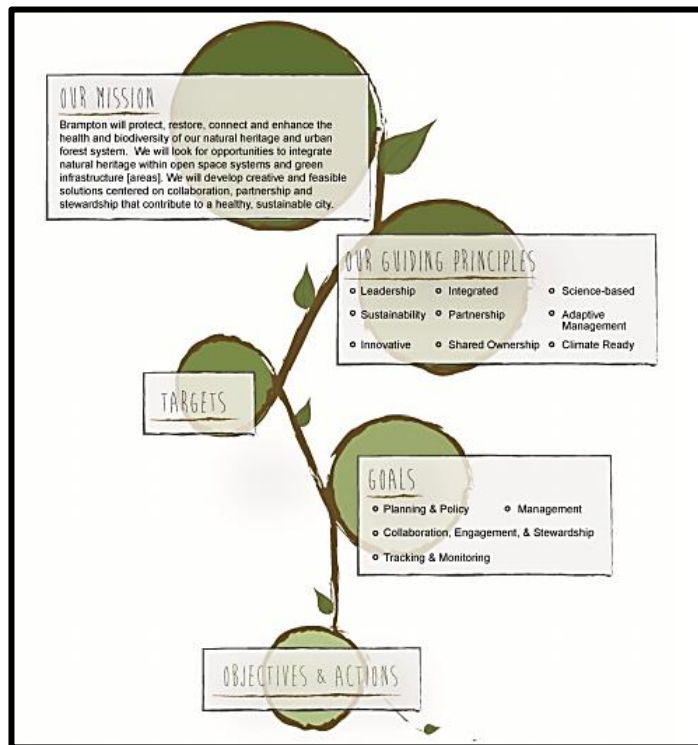 OUR MISSION
Brampton will protect, restore, connect and enhance the
health and biodiversity of our natural heritage and urban
forest system. We will look for opportunities to integrate
natural heritage within open space systems and green
infrastructure [areas]. We will develop creative and feasible
solutions centered on collaboration, partnership and
stewardship that contribute to a healthy, sustainable city.
OUR GUIDING PRINCIPLES
Leadership Integrated Science-based
Sustainability Partnership Adaptive
Management
Innovative Shared Ownership Climate Ready
TARGETS
GOALS
Planning & Policy Management
Collaboration, Engagement, & Stewardship
Tracking & Monitoring
OBJECTIVES & ACTIONS